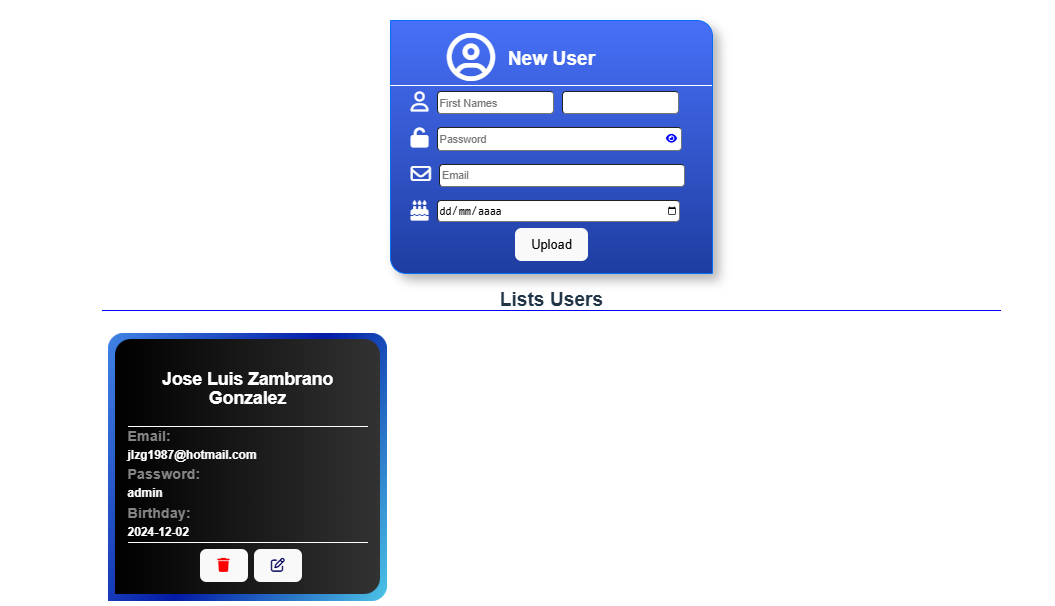 New User
First Names
Password
Email
dd/mm/aaaa
Upload
Lists Users
Jose Luis Zambrano
Gonzalez
Email:
jlzg1987@hotmail.com
Password:
admin
Birthday:
2024-12-02